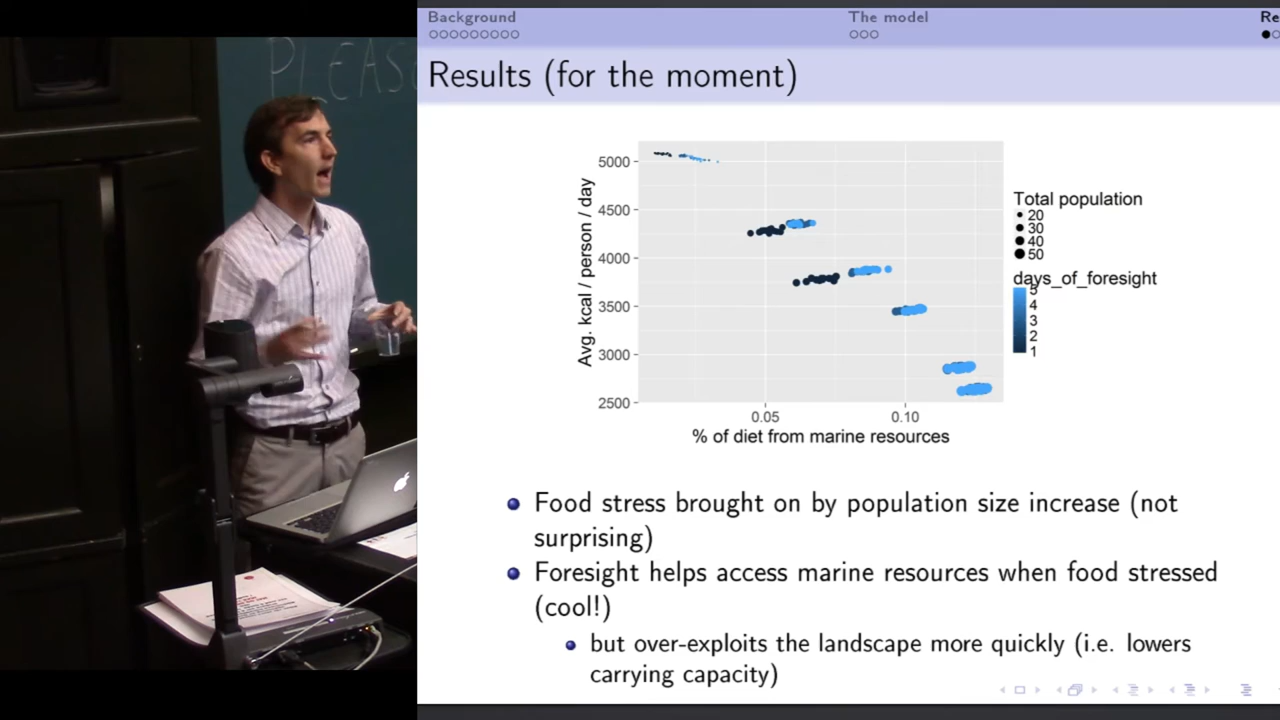 PLEAS
Background
The model
Re
Results (for the moment)
5000
4500
4000
3500
3000
2500
Avg. kcal / person / day
0.05
0.10
% of diet from marine resources
Total population
20
30
40
50
days_of_foresight
5
4
3
2
1
Food stress brought on by population size increase (not
surprising)
Foresight helps access marine resources when food stressed
(cool!)
but over-exploits the landscape more quickly (i.e. lowers
carrying capacity)